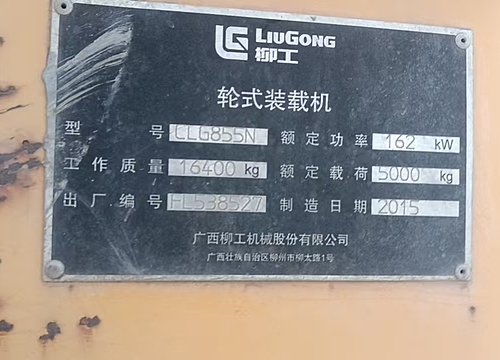 LiuGong
柳工
轮式装载机
型号 CLG855N 额定功率 162 kW
工作质量 16400 kg 额定载荷 5000 kg
出厂编号 HL538527 制造日期 2015
广西柳工机械股份有限公司
广西壮族自治区柳州市柳太路1号